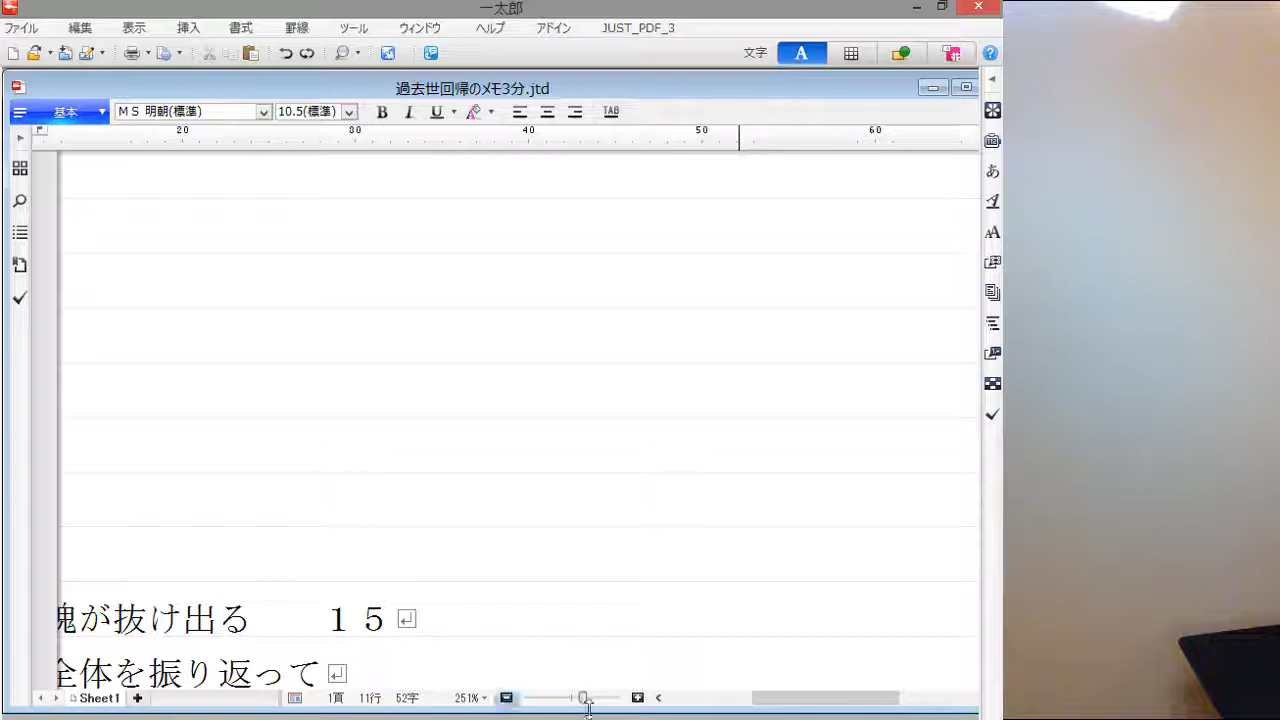 一太郎
ファイル 編集 表示 挿入 書式 罫線 ツール ウィンドウ ヘルプ アドイン JUST_PDF_3
文字 A
過去世回帰のメモ3分.jtd
基本 ＭＳ 明朝(標準) 10.5(標準) B I U TAB
20 30 40 50 60
あ
AA
魂が抜け出る １５
全体を振り返って
Sheet1 1頁 11行 52字 251%